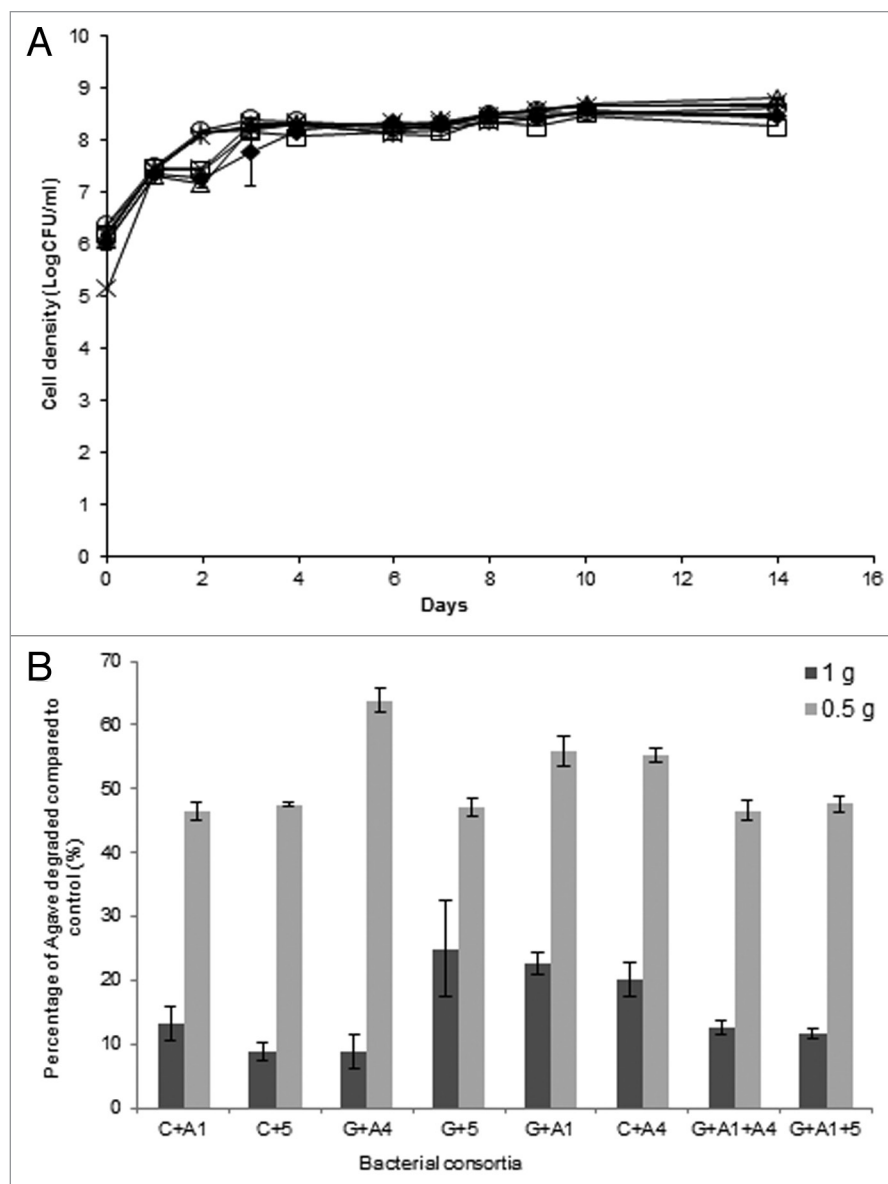 A
10
9
8
7
6
5
4
3
2
1
0
Cell density (LogCFU/ml)
0 2 4 6 8 10 12 14 16
Days
B
70
60
50
40
30
20
10
0
Percentage of Agave degraded compared to
control (%)
1 g
0.5 g
C+A1 C+5 G+A4 G+5 G+A1 C+A4 G+A1+A4 G+A1+5
Bacterial consortia